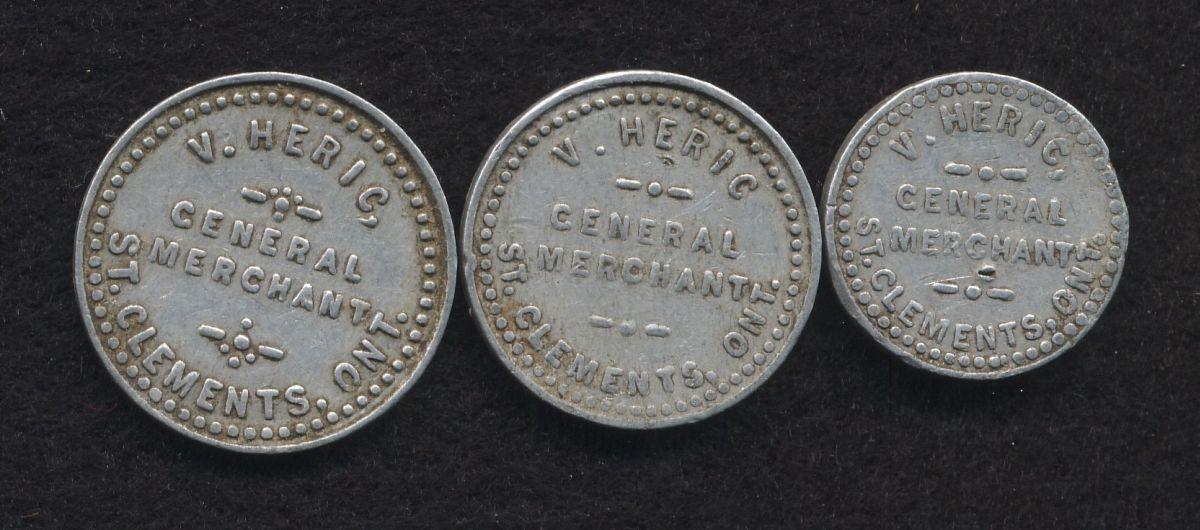 V. HERIC,
GENERAL
MERCHANT
ST. CLEMENTS, ONT.
V. HERIC
GENERAL
MERCHANT
ST. CLEMENTS, ONT.
V. HERIC,
GENERAL
MERCHANT
ST. CLEMENTS, ONT.